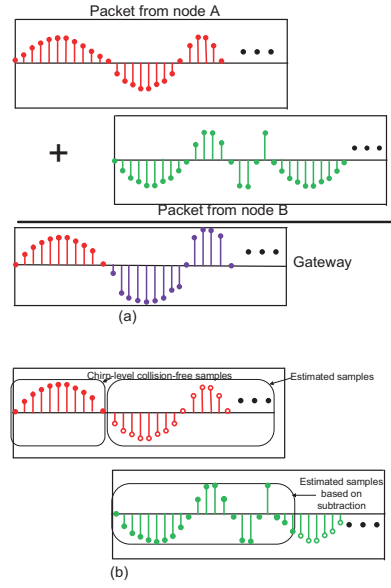 Packet from node A
+
Packet from node B
Gateway
(a)
Chirp-level collision-free samples
Estimated samples
Estimated samples
based on
subtraction
(b)